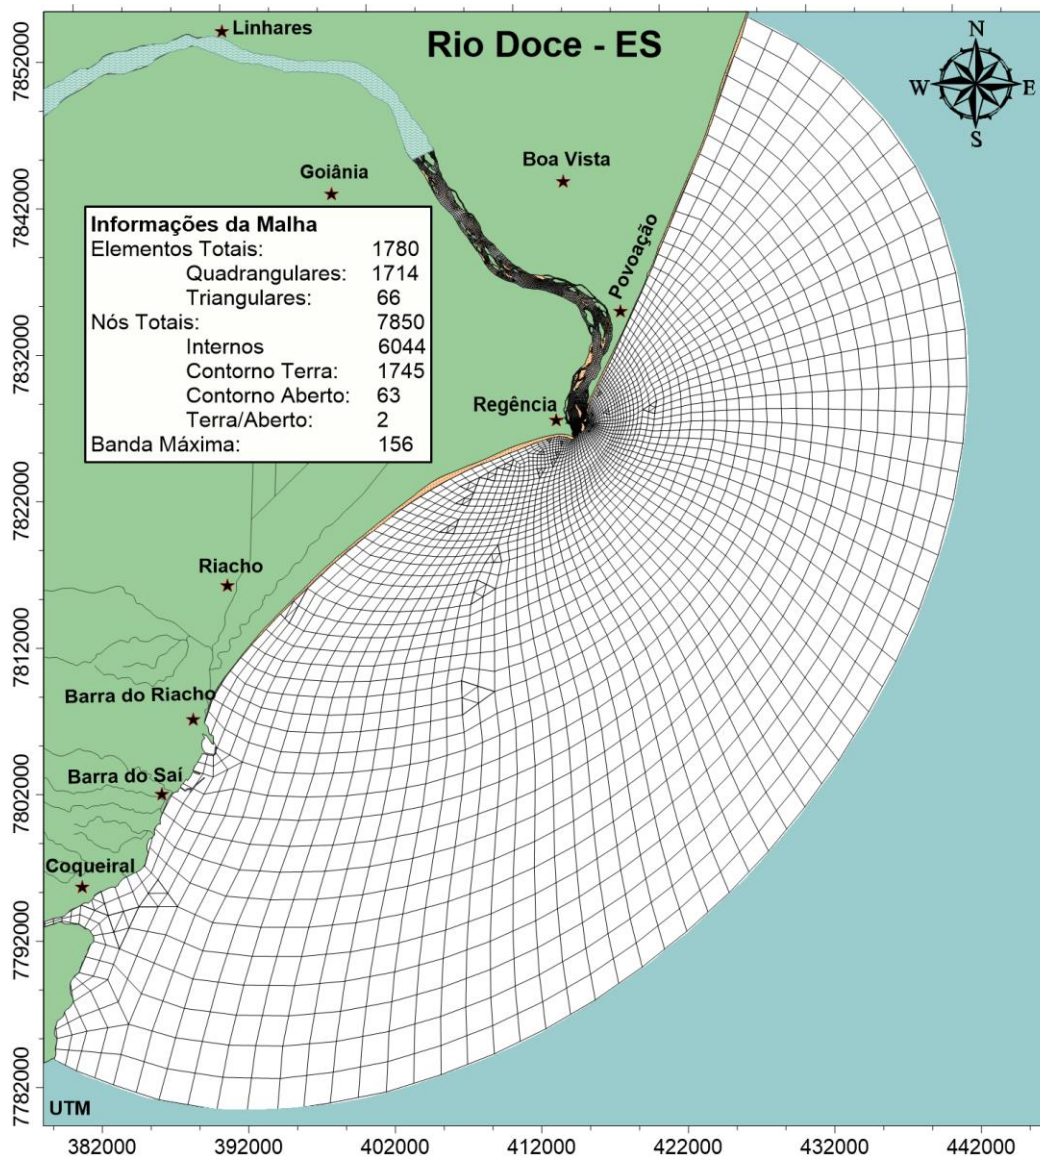 Linhares
Rio Doce - ES
N
W
E
S
Goiânia
Boa Vista
Povoação
Informações da Malha
Elementos Totais: 1780
Quadrangulares: 1714
Triangulares: 66
Nós Totais: 7850
Internos 6044
Contorno Terra: 1745
Contorno Aberto: 63
Terra/Aberto: 2
Banda Máxima: 156
Regência
Riacho
Barra do Riacho
Barra do Saí
Coqueiral
UTM
7852000
7842000
7832000
7822000
7812000
7802000
7792000
7782000
382000 392000 402000 412000 422000 432000 442000